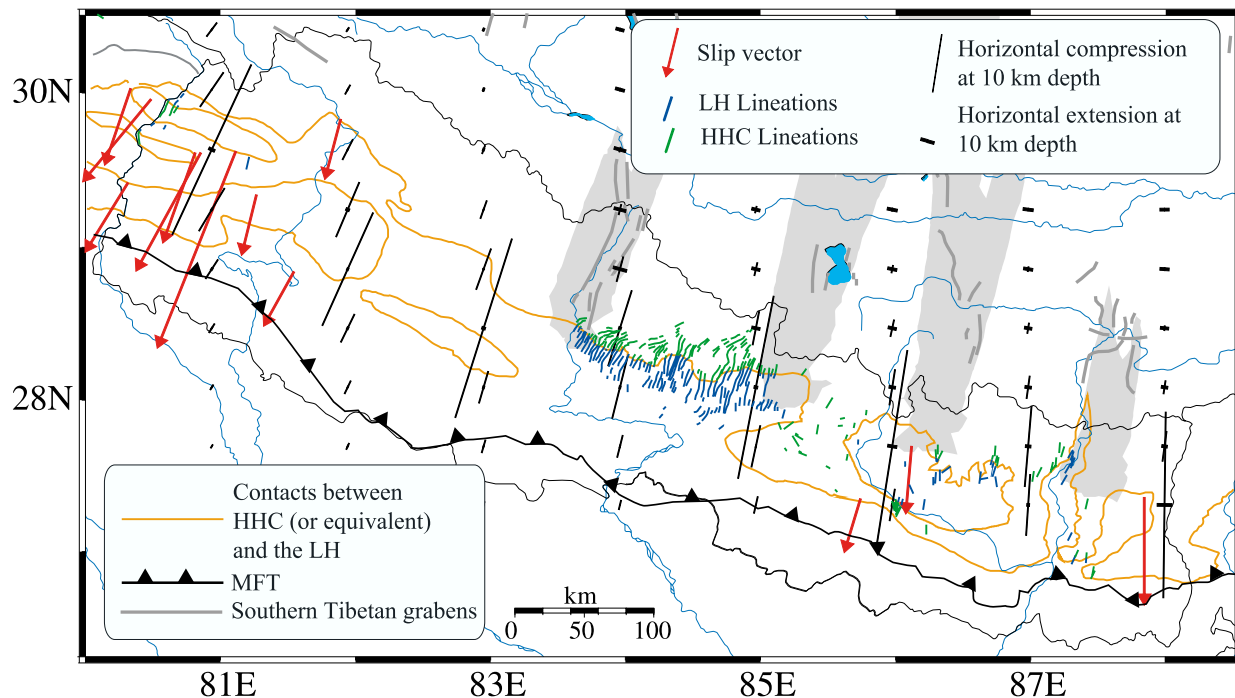 30N
28N
Slip vector
LH Lineations
HHC Lineations
Horizontal compression
at 10 km depth
Horizontal extension at
10 km depth
Contacts between
HHC (or equivalent)
and the LH
MFT
Southern Tibetan grabens
km
0 50 100
81E 83E 85E 87E